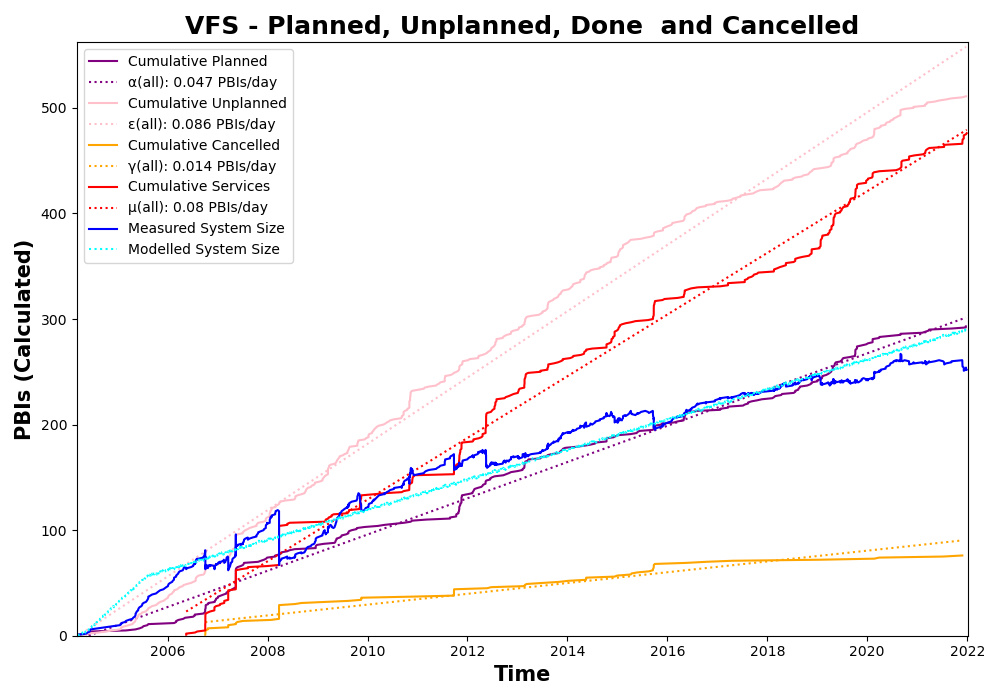 VFS - Planned, Unplanned, Done  and Cancelled
Cumulative Planned
α(all): 0.047 PBIs/day
Cumulative Unplanned
ε(all): 0.086 PBIs/day
Cumulative Cancelled
γ(all): 0.014 PBIs/day
Cumulative Services
μ(all): 0.08 PBIs/day
Measured System Size
Modelled System Size
500
400
300
200
100
0
PBIs (Calculated)
2006 2008 2010 2012 2014 2016 2018 2020 2022
Time